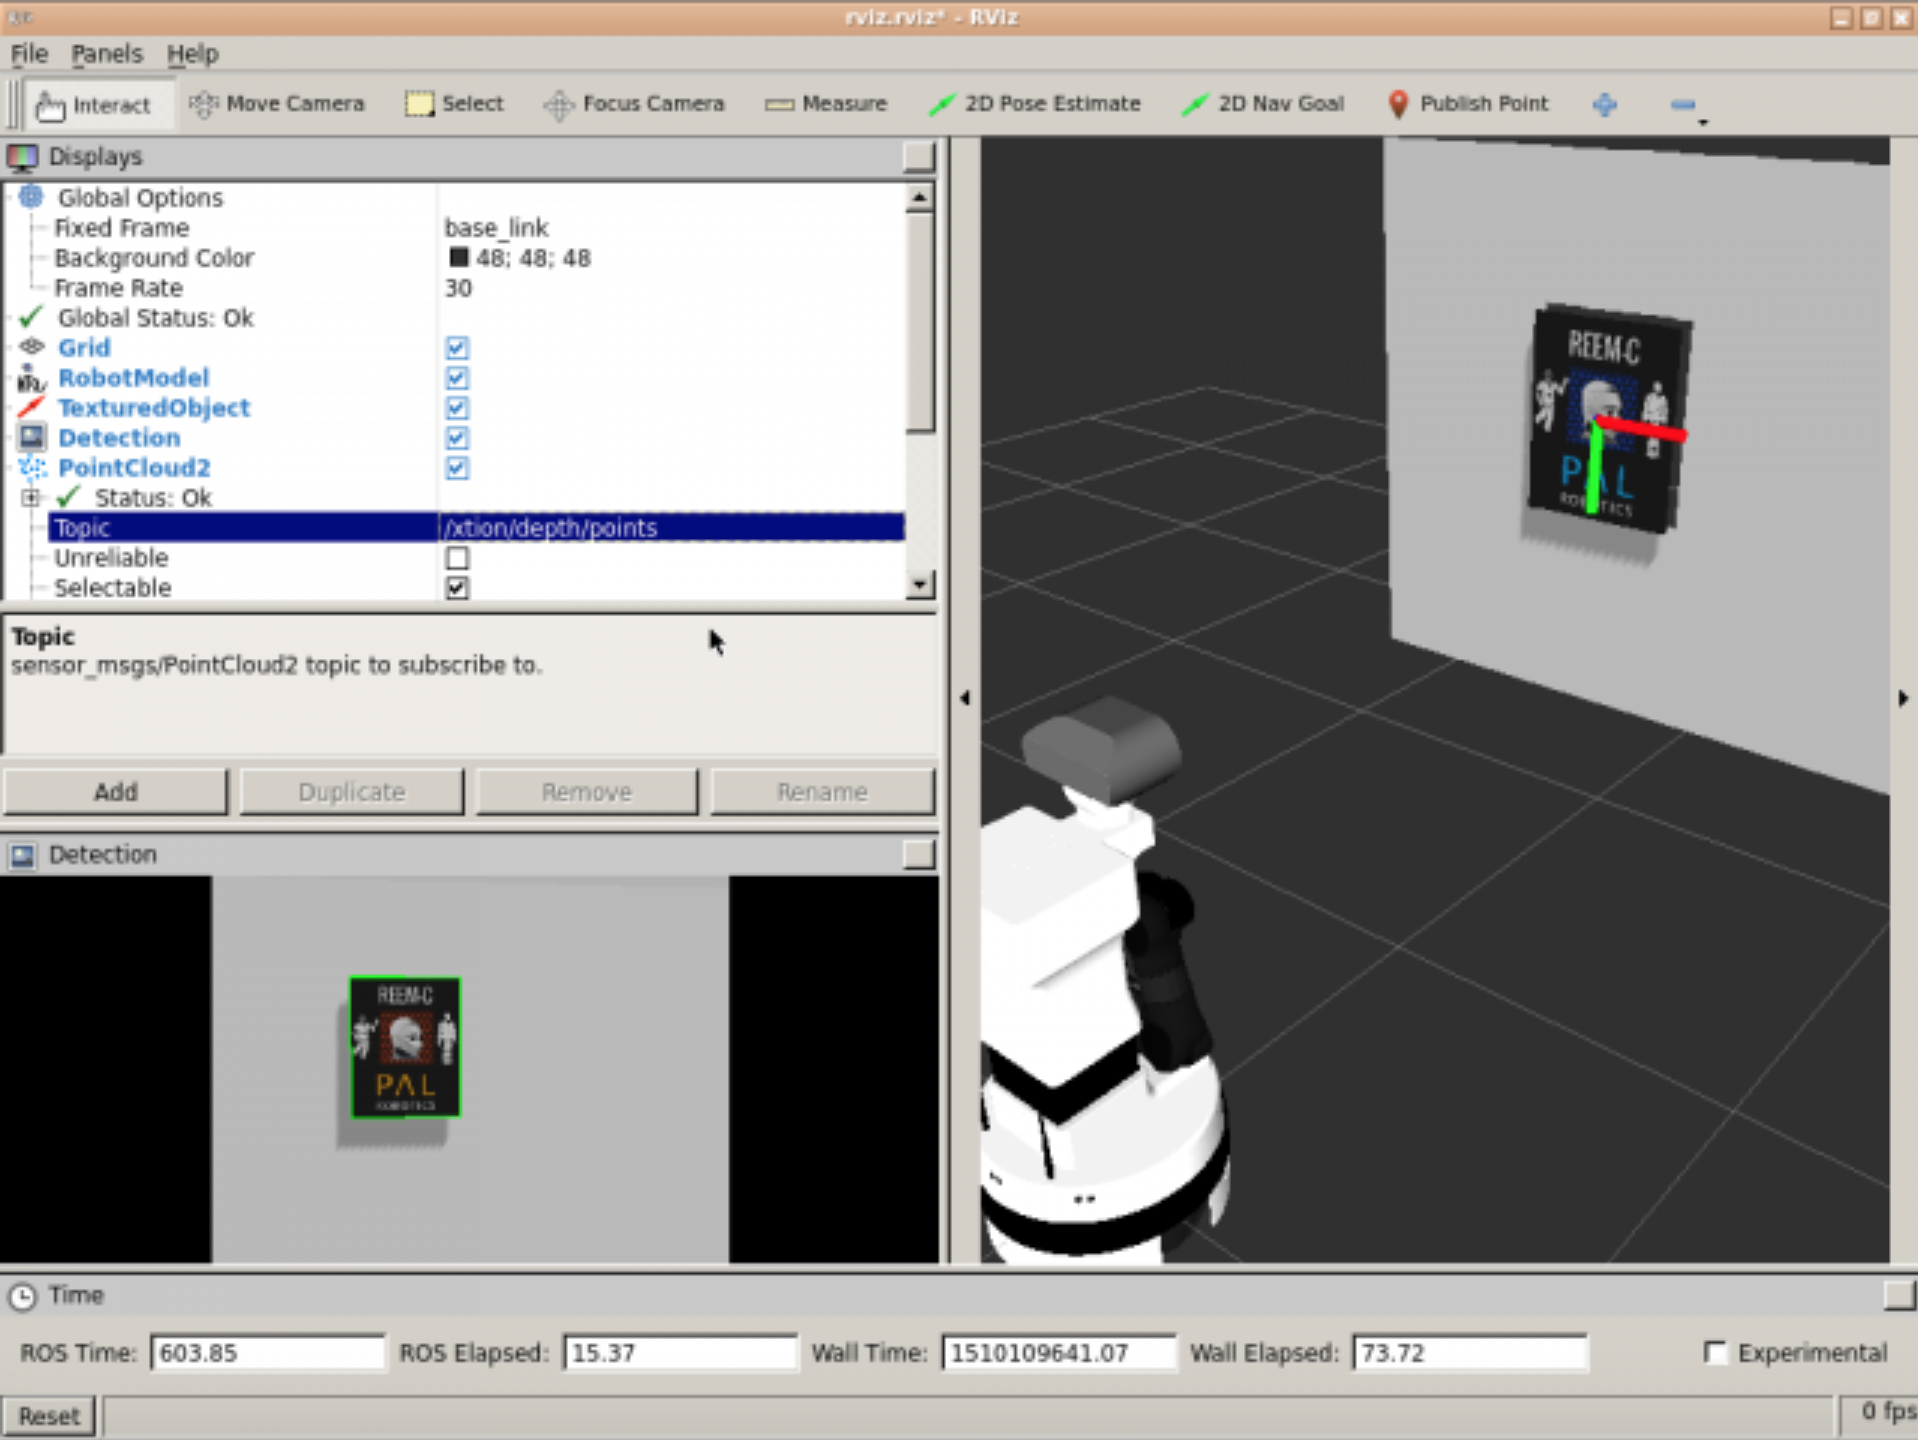 rviz.rviz* - RViz
File Panels Help
Interact Move Camera Select Focus Camera Measure 2D Pose Estimate 2D Nav Goal Publish Point
Displays
Global Options
Fixed Frame base_link
Background Color 48; 48; 48
Frame Rate 30
Global Status: Ok
Grid
RobotModel
TexturedObject
Detection
PointCloud2
Status: Ok
Topic /xtion/depth/points
Unreliable
Selectable
Topic
sensor_msgs/PointCloud2 topic to subscribe to.
Add Duplicate Remove Rename
Detection
REEM-C
PAL
ROBOTICS
REEM-C
PAL
ROBOTICS
Time
ROS Time: 603.85 ROS Elapsed: 15.37 Wall Time: 1510109641.07 Wall Elapsed: 73.72 Experimental
Reset 0 fps